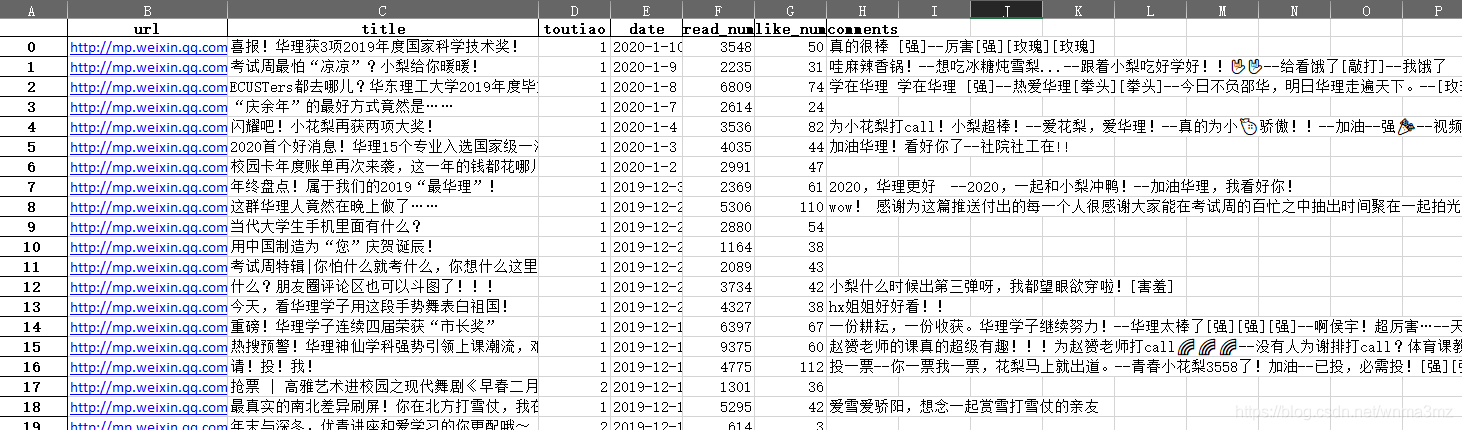 A B C D E F G H I J K L M N O P
url title toutiao date read_num like_num comments
0 http://mp.weixin.qq.com 喜报！华理获3项2019年度国家科学技术奖！ 1 2020-1-10 3548 50 真的很棒 [强]--厉害[强][玫瑰][玫瑰]
1 http://mp.weixin.qq.com 考试周最怕“凉凉”？小梨给你暖暖！ 1 2020-1-9 2235 31 哇麻辣香锅！--想吃冰糖炖雪梨...--跟着小梨吃好学好！！🤟🤟--给看饿了[敲打]--我饿了
2 http://mp.weixin.qq.com ECUSTers都去哪儿？华东理工大学2019年度毕 1 2020-1-8 6809 74 学在华理 学在华理 [强]--热爱华理[拳头][拳头]--今日不负韶华，明日华理走遍天下。--[玫
3 http://mp.weixin.qq.com “庆余年”的最好方式竟然是…… 1 2020-1-7 2614 24
4 http://mp.weixin.qq.com 闪耀吧！小花梨再获两项大奖！ 1 2020-1-4 3536 82 为小花梨打call！小梨超棒！--爱花梨，爱华理！--真的为小骄傲！！--加油--强--视频
5 http://mp.weixin.qq.com 2020首个好消息！华理15个专业入选国家级一 1 2020-1-3 4035 44 加油华理！看好你了--社院社工在!!
6 http://mp.weixin.qq.com 校园卡年度账单再次来袭，这一年的钱都花哪 1 2020-1-2 2991 47
7 http://mp.weixin.qq.com 年终盘点！属于我们的2019“最华理”！ 1 2019-12-3 2369 61 2020，华理更好 --2020，一起和小梨冲鸭！--加油华理，我看好你！
8 http://mp.weixin.qq.com 这群华理人竟然在晚上做了…… 1 2019-12-2 5306 110 wow！ 感谢为这篇推送付出的每一个人很感谢大家能在考试周的百忙之中抽出时间聚在一起拍光
9 http://mp.weixin.qq.com 当代大学生手机里面有什么？ 1 2019-12-2 2880 54
10 http://mp.weixin.qq.com 用中国制造为“您”庆贺诞辰！ 1 2019-12-2 1164 38
11 http://mp.weixin.qq.com 考试周特辑|你怕什么就考什么，你想什么这里 1 2019-12-2 2089 43
12 http://mp.weixin.qq.com 什么？朋友圈评论区也可以斗图了！！！ 1 2019-12-2 3734 42 小梨什么时候出第三弹呀，我都望眼欲穿啦！[害羞]
13 http://mp.weixin.qq.com 今天，看华理学子用这段手势舞表白祖国！ 1 2019-12-2 4327 38 hx姐姐好好看！！
14 http://mp.weixin.qq.com 重磅！华理学子连续四届荣获“市长奖” 1 2019-12-1 6397 67 一份耕耘，一份收获。华理学子继续努力！--华理太棒了[强][强][强]--啊侯宇！超厉害…--天
15 http://mp.weixin.qq.com 热搜预警！华理神仙学科强势引领上课潮流，难 1 2019-12-1 9375 60 赵赟老师的课真的超级有趣！！！为赵赟老师打call🌈🌈🌈--没有人为谢排打call？体育课教
16 http://mp.weixin.qq.com 请！投！我！ 1 2019-12-1 4775 112 投一票--你一票我一票，花梨马上就出道。--青春小花梨3558了！加油--已投，必需投！[强][强
17 http://mp.weixin.qq.com 抢票 | 高雅艺术进校园之现代舞剧《早春二月 2 2019-12-1 1301 36
18 http://mp.weixin.qq.com 最真实的南北差异刷屏！你在北方打雪仗，我在 1 2019-12-1 5295 42 爱雪爱骄阳，想念一起赏雪打雪仗的亲友
19 http://mp.weixin.qq.com 年末与深冬，优青讲座和爱学习的你更配哦～ 2 2019-12-1 614 3
https://blog.csdn.net/wnma3mz